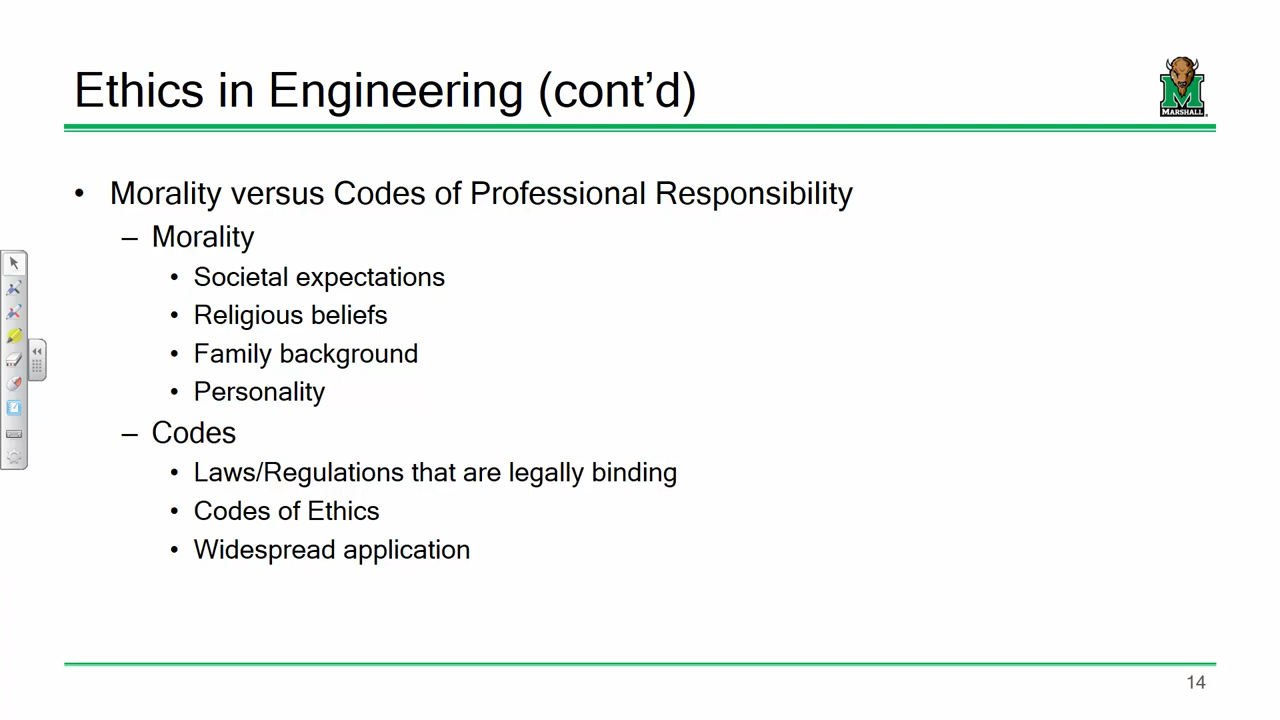 Ethics in Engineering (cont’d)
MARSHALL
• Morality versus Codes of Professional Responsibility
– Morality
• Societal expectations
• Religious beliefs
• Family background
• Personality
– Codes
• Laws/Regulations that are legally binding
• Codes of Ethics
• Widespread application
14